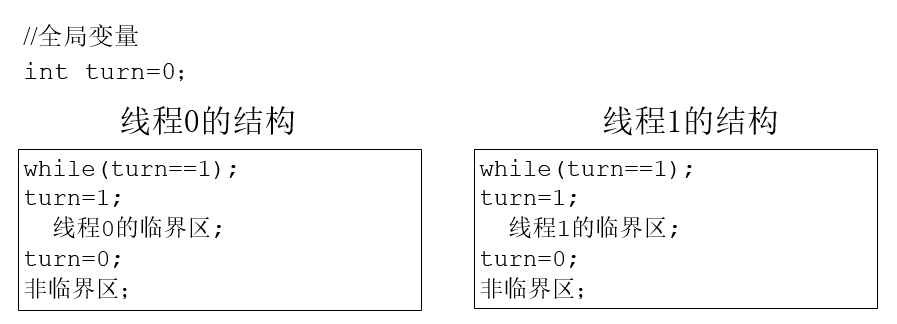 //全局变量
int turn=0;
线程0的结构
while(turn==1);
turn=1;
线程0的临界区;
turn=0;
非临界区;
线程1的结构
while(turn==1);
turn=1;
线程1的临界区;
turn=0;
非临界区;